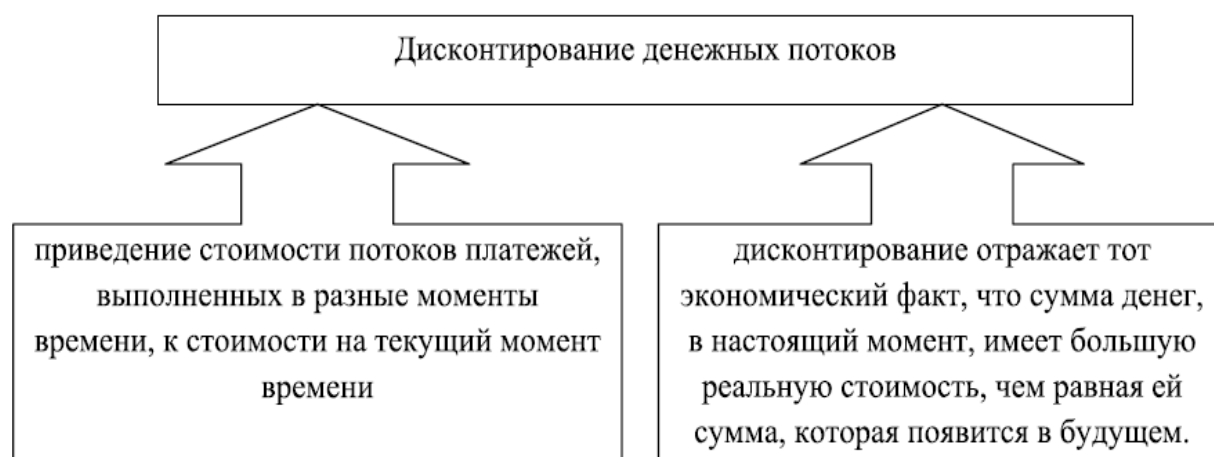 Дисконтирование денежных потоков
приведение стоимости потоков платежей,
выполненных в разные моменты
времени, к стоимости на текущий момент
времени
дисконтирование отражает тот
экономический факт, что сумма денег,
в настоящий момент, имеет большую
реальную стоимость, чем равная ей
сумма, которая появится в будущем.